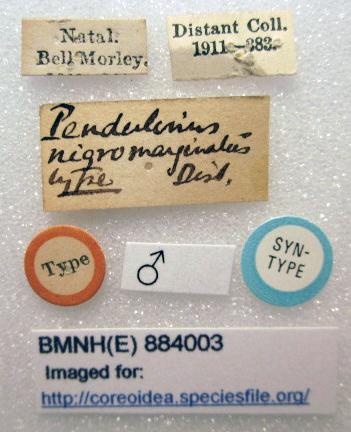 Natal.
Bell Morley.
Distant Coll.
1911—383.
Pendulinus
nigromarginatus
type Dist.
Type
♂
SYN-
TYPE
BMNH(E) 884003
Imaged for:
http://coreoidea.speciesfile.org/